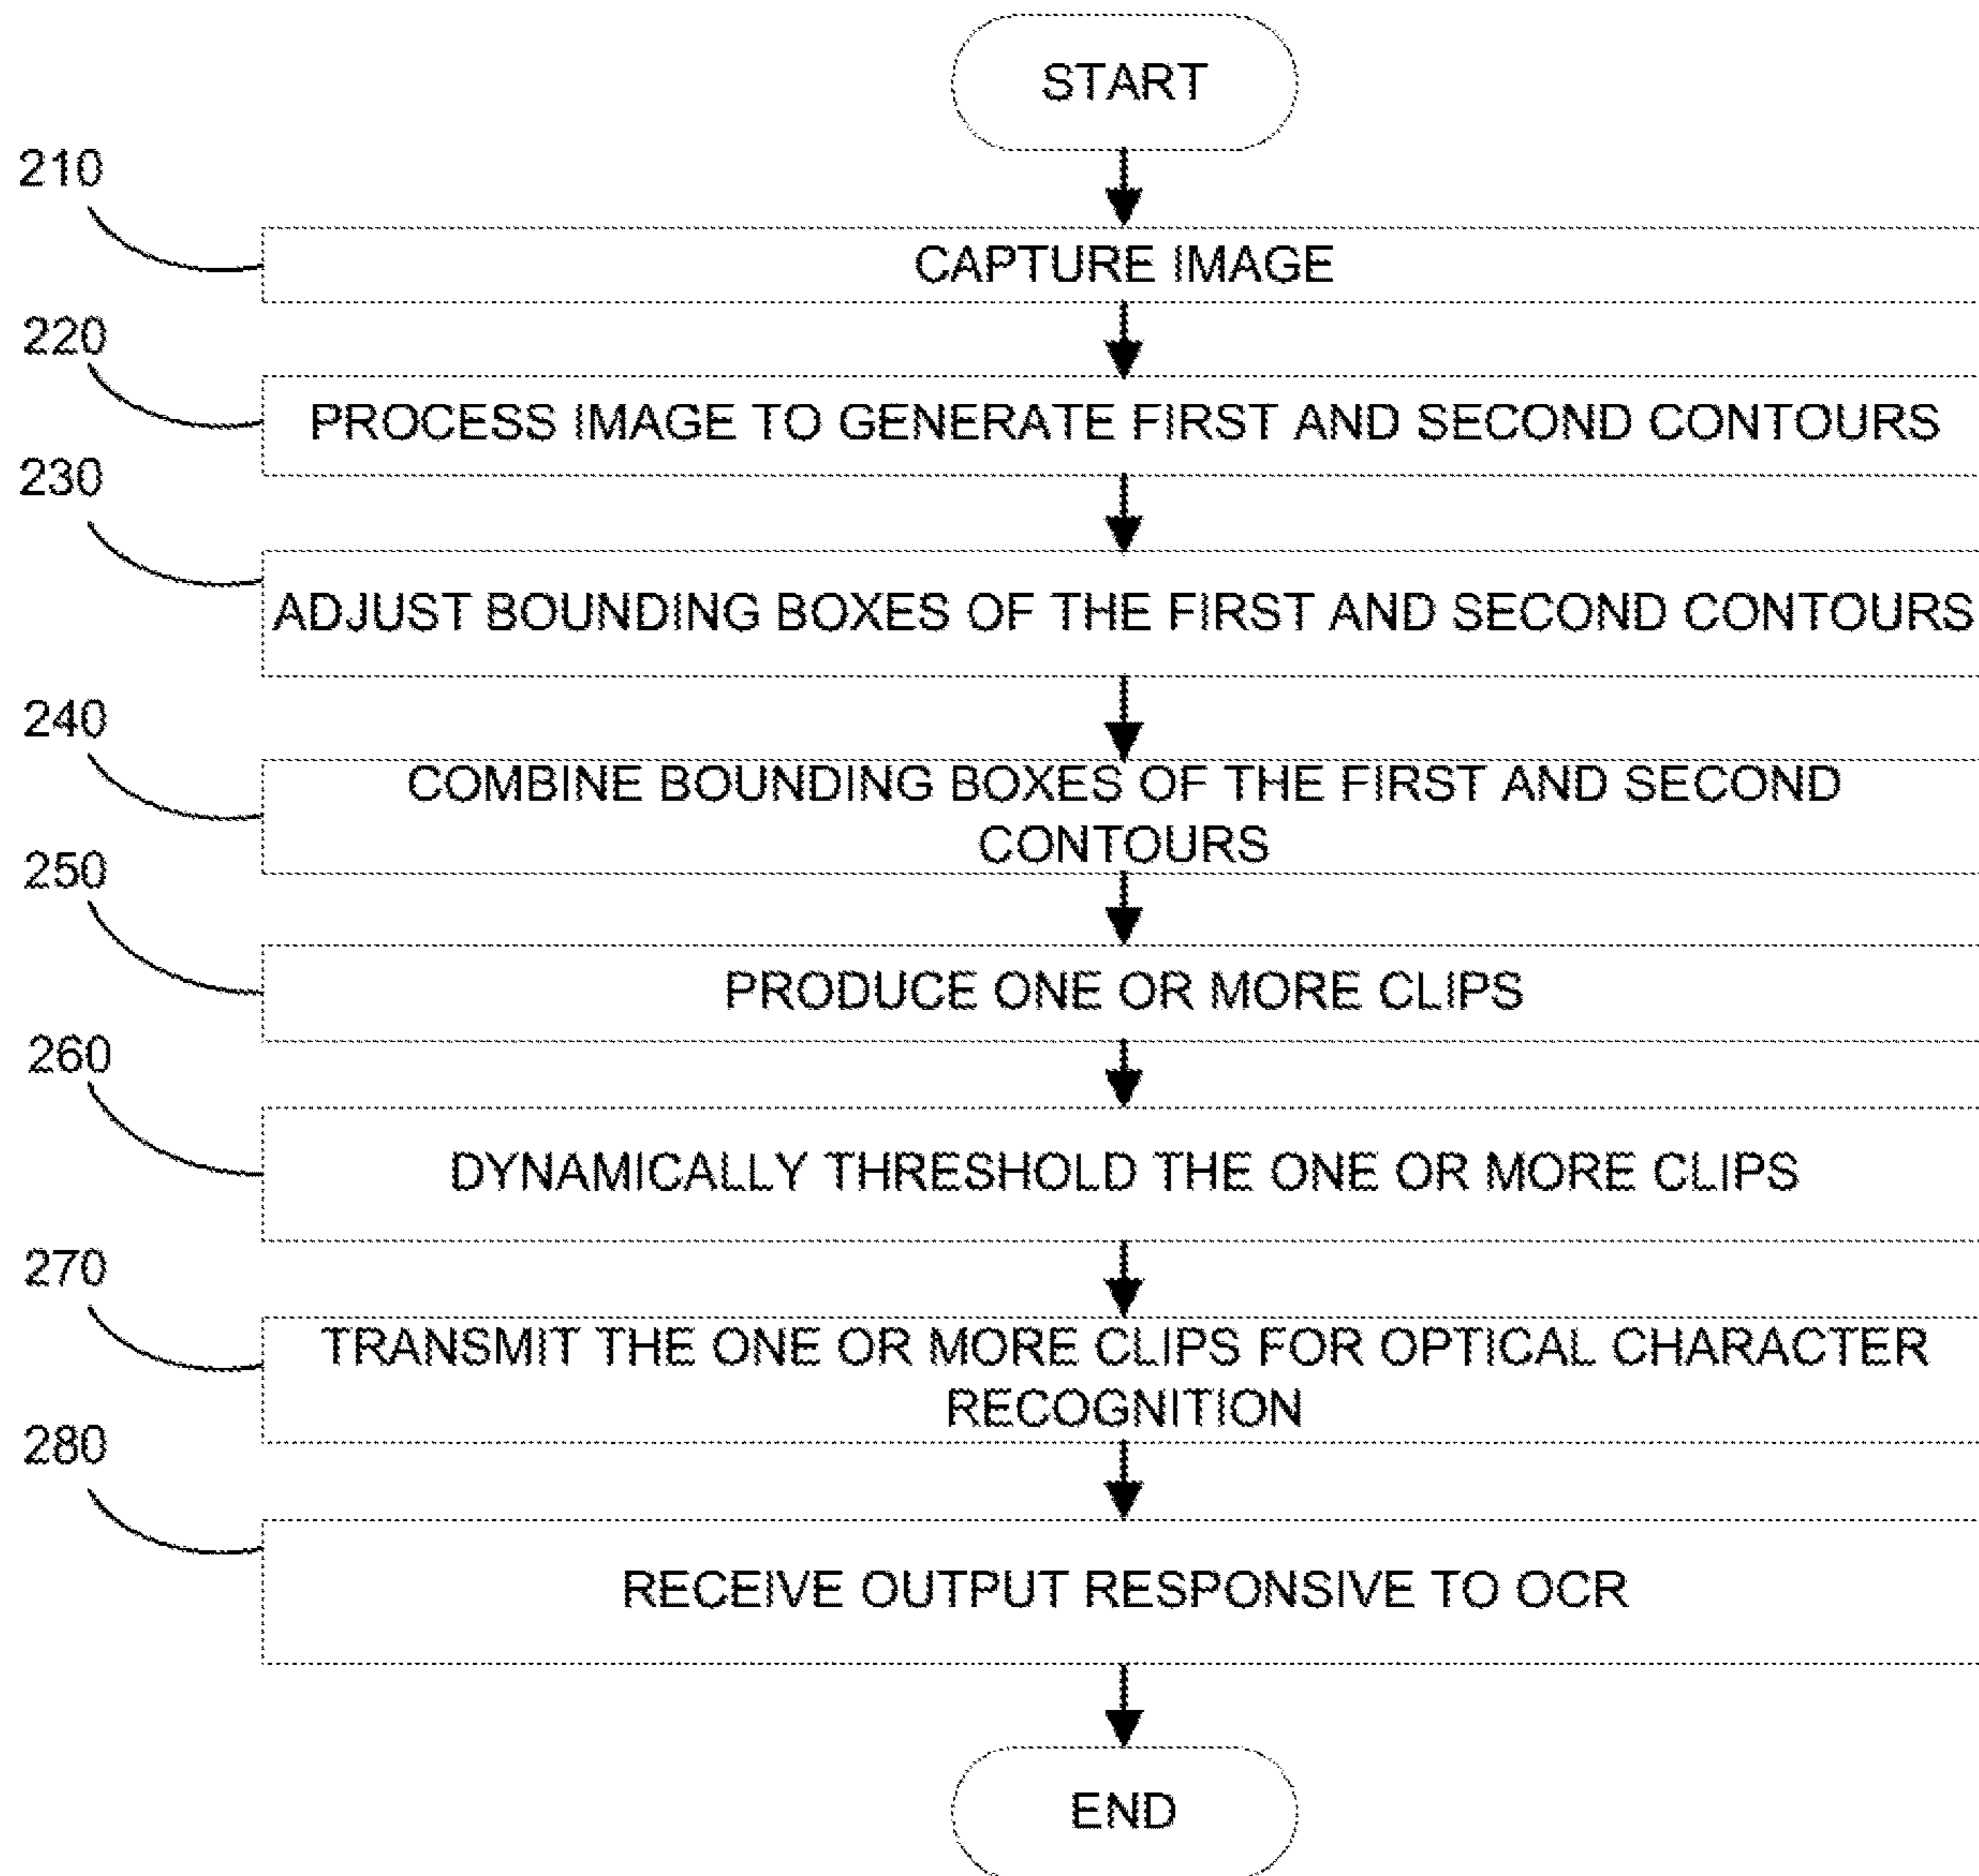 START
210
CAPTURE IMAGE
220
PROCESS IMAGE TO GENERATE FIRST AND SECOND CONTOURS
230
ADJUST BOUNDING BOXES OF THE FIRST AND SECOND CONTOURS
240
COMBINE BOUNDING BOXES OF THE FIRST AND SECOND
CONTOURS
250
PRODUCE ONE OR MORE CLIPS
260
DYNAMICALLY THRESHOLD THE ONE OR MORE CLIPS
270
TRANSMIT THE ONE OR MORE CLIPS FOR OPTICAL CHARACTER
RECOGNITION
280
RECEIVE OUTPUT RESPONSIVE TO OCR
END